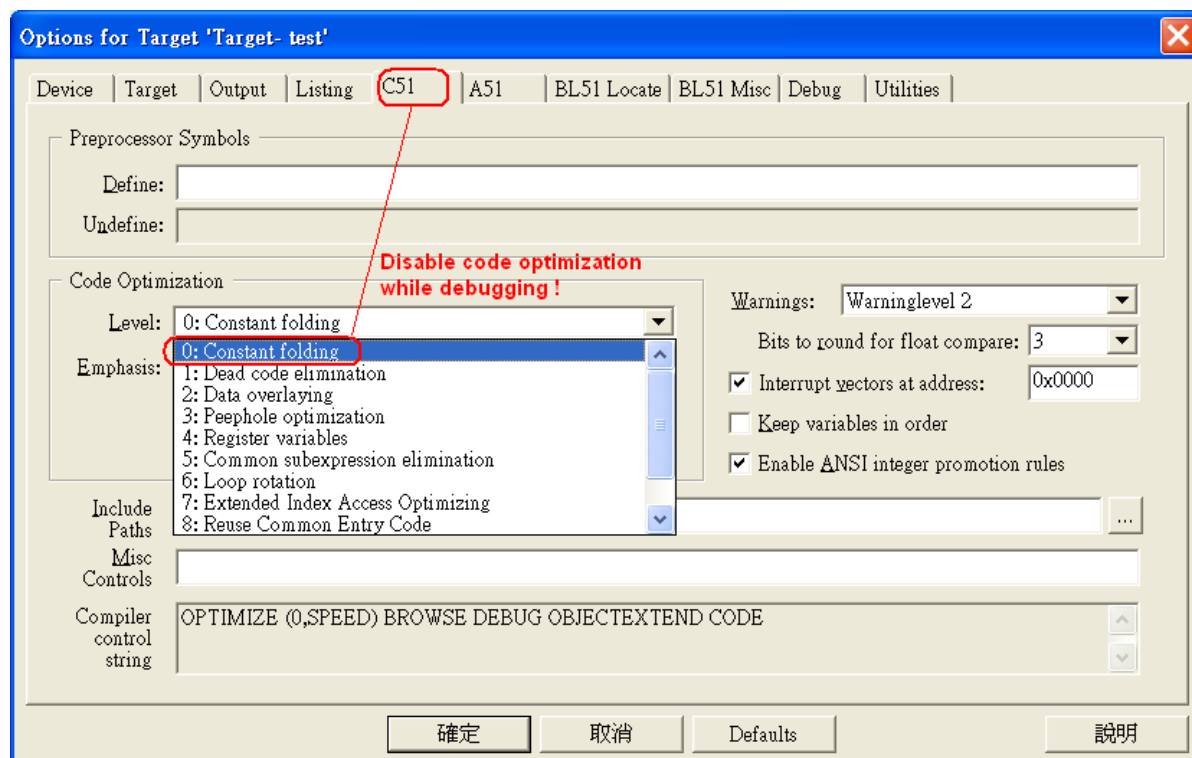 Options for Target 'Target- test'
Device Target Output Listing C51 A51 BL51 Locate BL51 Misc Debug Utilities
Preprocessor Symbols
Define:
Undefine:
Disable code optimization
while debugging !
Code Optimization
Level: 0: Constant folding
0: Constant folding
1: Dead code elimination
2: Data overlaying
3: Peephole optimization
4: Register variables
5: Common subexpression elimination
6: Loop rotation
7: Extended Index Access Optimizing
8: Reuse Common Entry Code
Emphasis:
Warnings: Warninglevel 2
Bits to round for float compare: 3
Interrupt vectors at address: 0x0000
Keep variables in order
Enable ANSI integer promotion rules
Include
Paths
...
Misc
Controls
Compiler
control
string
OPTIMIZE (0,SPEED) BROWSE DEBUG OBJECTEXTEND CODE
確定 取消 Defaults 說明